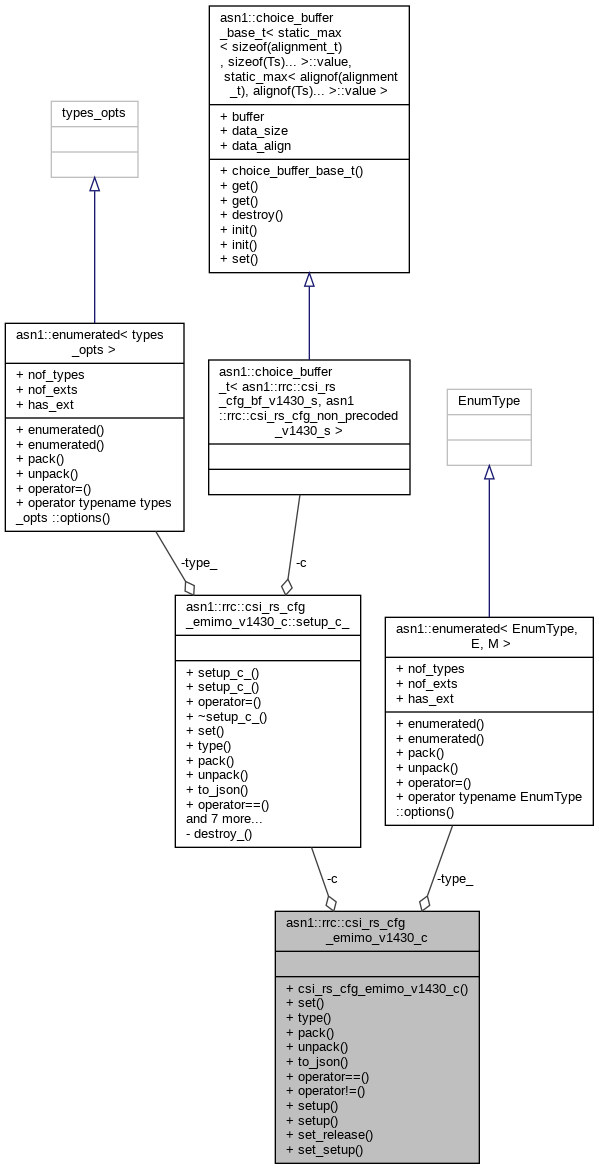 asn1::choice_buffer
_base_t< static_max
< sizeof(alignment_t)
, sizeof(Ts)... >::value,
static_max< alignof(alignment
_t), alignof(Ts)... >::value >
+ buffer
+ data_size
+ data_align
+ choice_buffer_base_t()
+ get()
+ get()
+ destroy()
+ init()
+ init()
+ set()
types_opts
asn1::enumerated< types
_opts >
+ nof_types
+ nof_exts
+ has_ext
+ enumerated()
+ enumerated()
+ pack()
+ unpack()
+ operator=()
+ operator typename types
_opts ::options()
asn1::choice_buffer
_t< asn1::rrc::csi_rs
_cfg_bf_v1430_s, asn1
::rrc::csi_rs_cfg_non_precoded
_v1430_s >
EnumType
-type_
-c
asn1::rrc::csi_rs_cfg
_emimo_v1430_c::setup_c_
+ setup_c_()
+ setup_c_()
+ operator=()
+ ~setup_c_()
+ set()
+ type()
+ pack()
+ unpack()
+ to_json()
+ operator==()
and 7 more...
- destroy_()
asn1::enumerated< EnumType,
E, M >
+ nof_types
+ nof_exts
+ has_ext
+ enumerated()
+ enumerated()
+ pack()
+ unpack()
+ operator=()
+ operator typename EnumType
::options()
-c
-type_
asn1::rrc::csi_rs_cfg
_emimo_v1430_c
+ csi_rs_cfg_emimo_v1430_c()
+ set()
+ type()
+ pack()
+ unpack()
+ to_json()
+ operator==()
+ operator!=()
+ setup()
+ setup()
+ set_release()
+ set_setup()